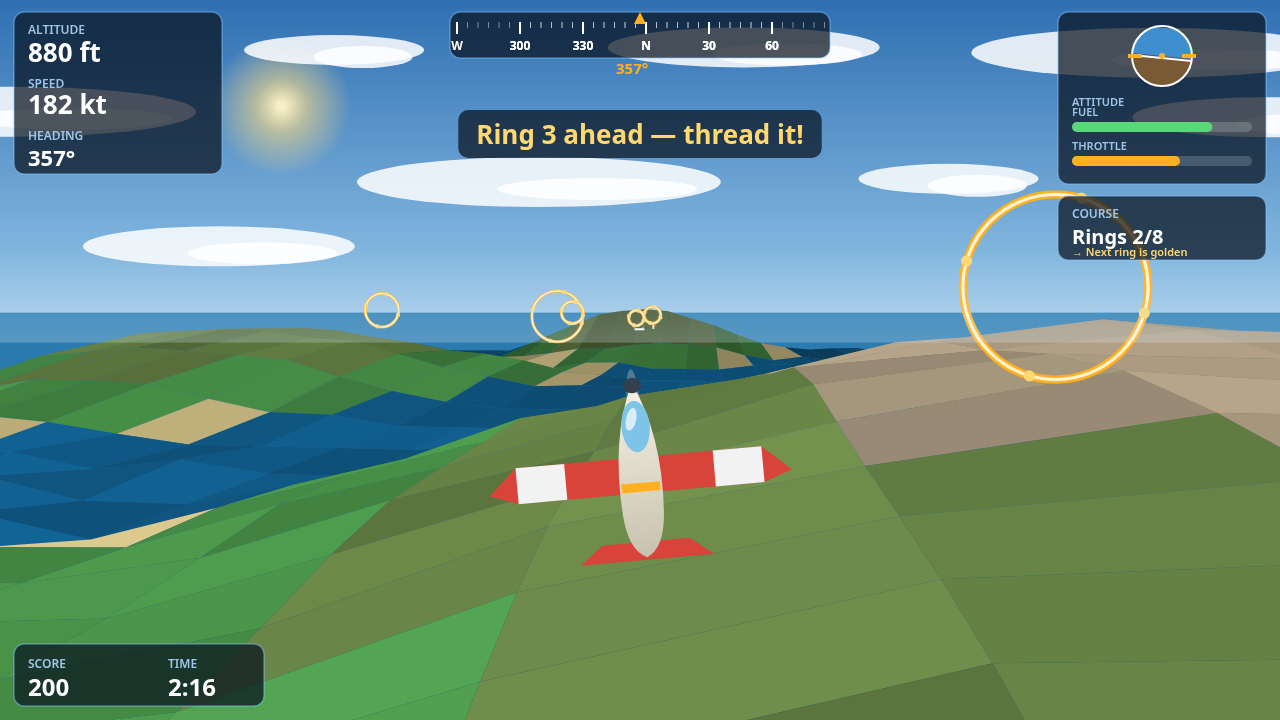 ALTITUDE
880 ft
SPEED
182 kt
HEADING
357°
W 300 330 N 30 60
357°
Ring 3 ahead — thread it!
ATTITUDE
FUEL
THROTTLE
COURSE
Rings 2/8
→ Next ring is golden
SCORE TIME
200 2:16